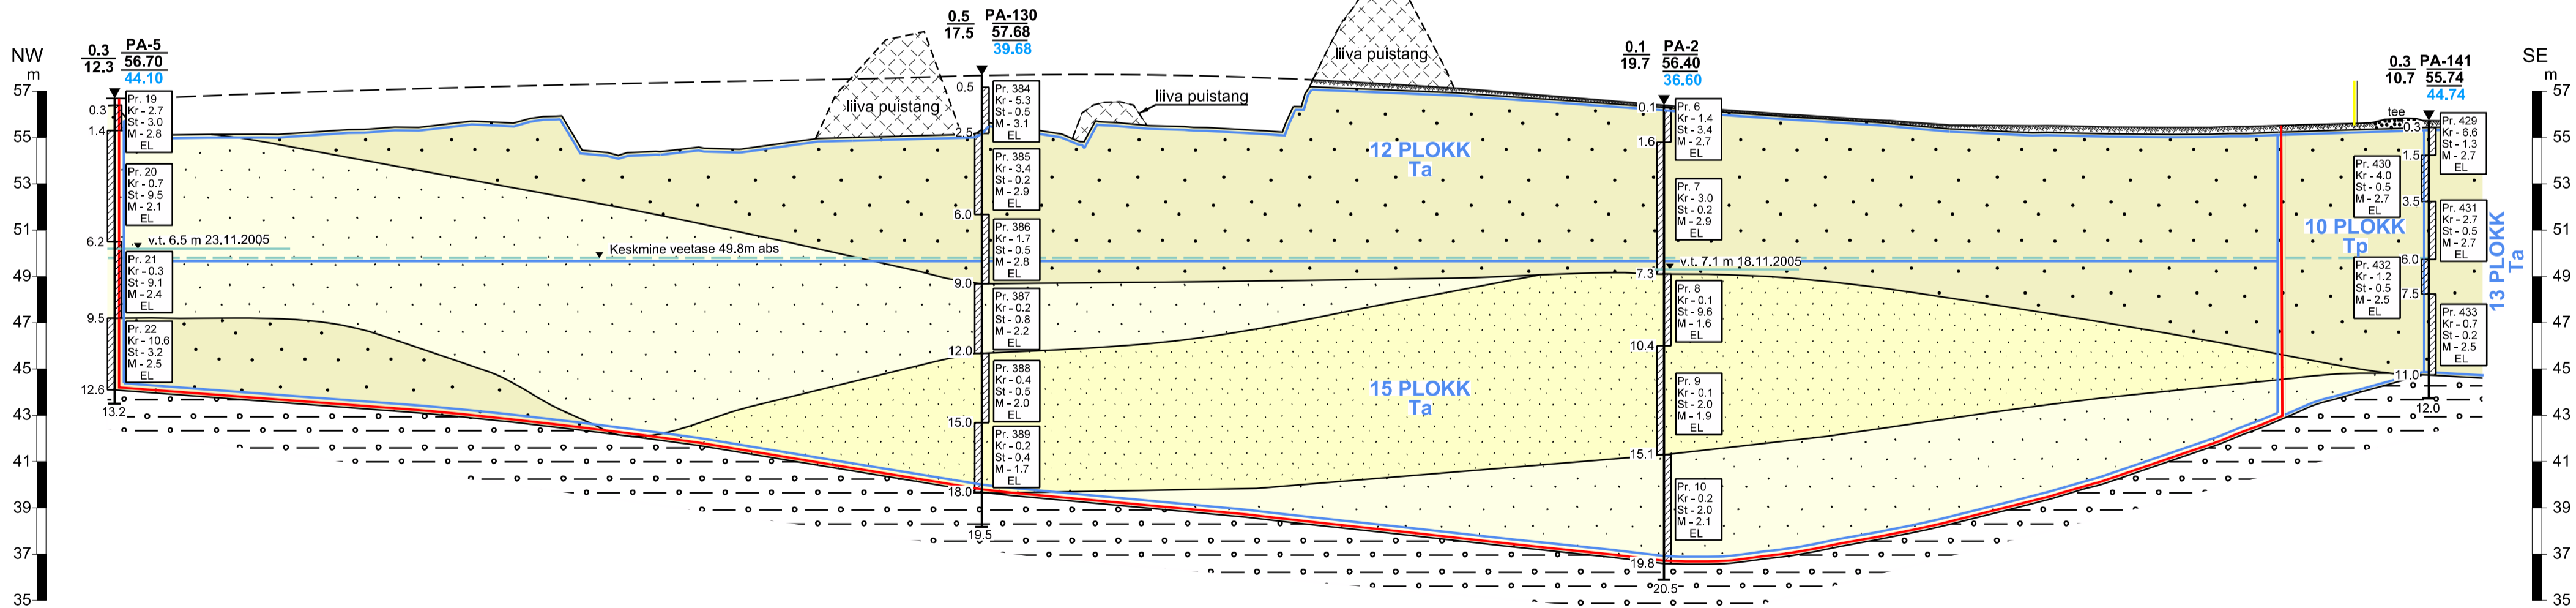 NW
m
57
55
53
51
49
47
45
43
41
39
37
35
0.3
12.3
PA-5
56.70
44.10
0.3
1.4
6.2
9.5
12.6
13.2
Pr. 19
Kr - 2.7
St - 3.0
M - 2.8
EL
Pr. 20
Kr - 0.7
St - 9.5
M - 2.1
EL
v.t. 6.5 m 23.11.2005
Pr. 21
Kr - 0.3
St - 9.1
M - 2.4
EL
Pr. 22
Kr - 10.6
St - 3.2
M - 2.5
EL
Keskmine veetase 49.8m abs
liiva puistang
0.5
17.5
PA-130
57.68
39.68
0.5
2.5
6.0
9.0
12.0
15.0
18.0
19.5
Pr. 384
Kr - 5.3
St - 0.5
M - 3.1
EL
Pr. 385
Kr - 3.4
St - 0.2
M - 2.9
EL
Pr. 386
Kr - 1.7
St - 0.5
M - 2.8
EL
Pr. 387
Kr - 0.2
St - 0.8
M - 2.2
EL
Pr. 388
Kr - 0.4
St - 0.5
M - 2.0
EL
Pr. 389
Kr - 0.2
St - 0.4
M - 1.7
EL
liiva puistang
liiva puistang
12 PLOKK
Ta
15 PLOKK
Ta
0.1
19.7
PA-2
56.40
36.60
0.1
1.6
7.3
10.4
15.1
19.8
20.5
Pr. 6
Kr - 1.4
St - 3.4
M - 2.7
EL
Pr. 7
Kr - 3.0
St - 0.2
M - 2.9
EL
v.t. 7.1 m 18.11.2005
Pr. 8
Kr - 0.1
St - 9.6
M - 1.6
EL
Pr. 9
Kr - 0.1
St - 2.0
M - 1.9
EL
Pr. 10
Kr - 0.2
St - 2.0
M - 2.1
EL
10 PLOKK
Tp
tee
0.3
10.7
PA-141
55.74
44.74
0.3
1.5
3.5
6.0
7.5
11.0
12.0
Pr. 429
Kr - 6.6
St - 1.3
M - 2.7
EL
Pr. 430
Kr - 4.0
St - 0.5
M - 2.7
EL
Pr. 431
Kr - 2.7
St - 0.5
M - 2.7
EL
Pr. 432
Kr - 1.2
St - 0.5
M - 2.5
EL
Pr. 433
Kr - 0.7
St - 0.2
M - 2.5
EL
13 PLOKK
Ta
SE
m
57
55
53
51
49
47
45
43
41
39
37
35